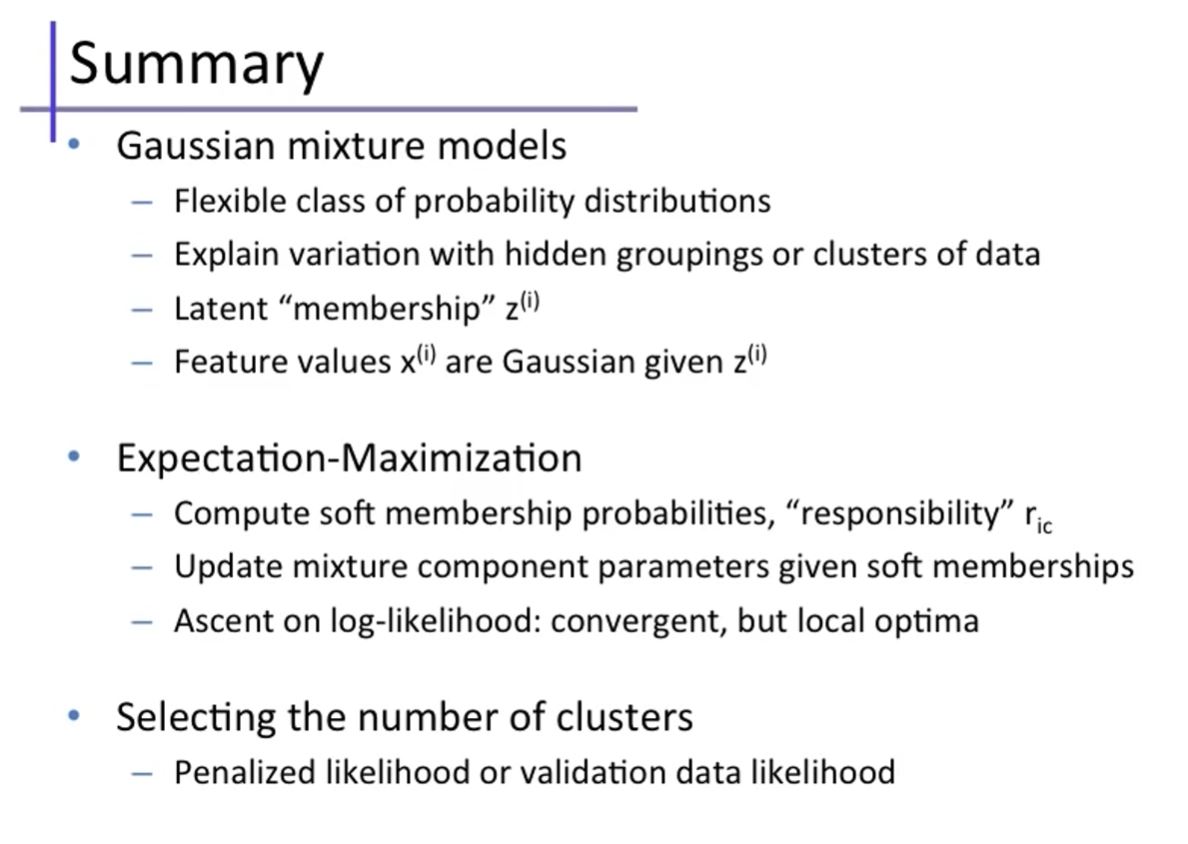 Summary
• Gaussian mixture models
– Flexible class of probability distributions
– Explain variation with hidden groupings or clusters of data
– Latent “membership” z⁽ⁱ⁾
– Feature values x⁽ⁱ⁾ are Gaussian given z⁽ⁱ⁾
• Expectation-Maximization
– Compute soft membership probabilities, “responsibility” r_ic
– Update mixture component parameters given soft memberships
– Ascent on log-likelihood: convergent, but local optima
• Selecting the number of clusters
– Penalized likelihood or validation data likelihood